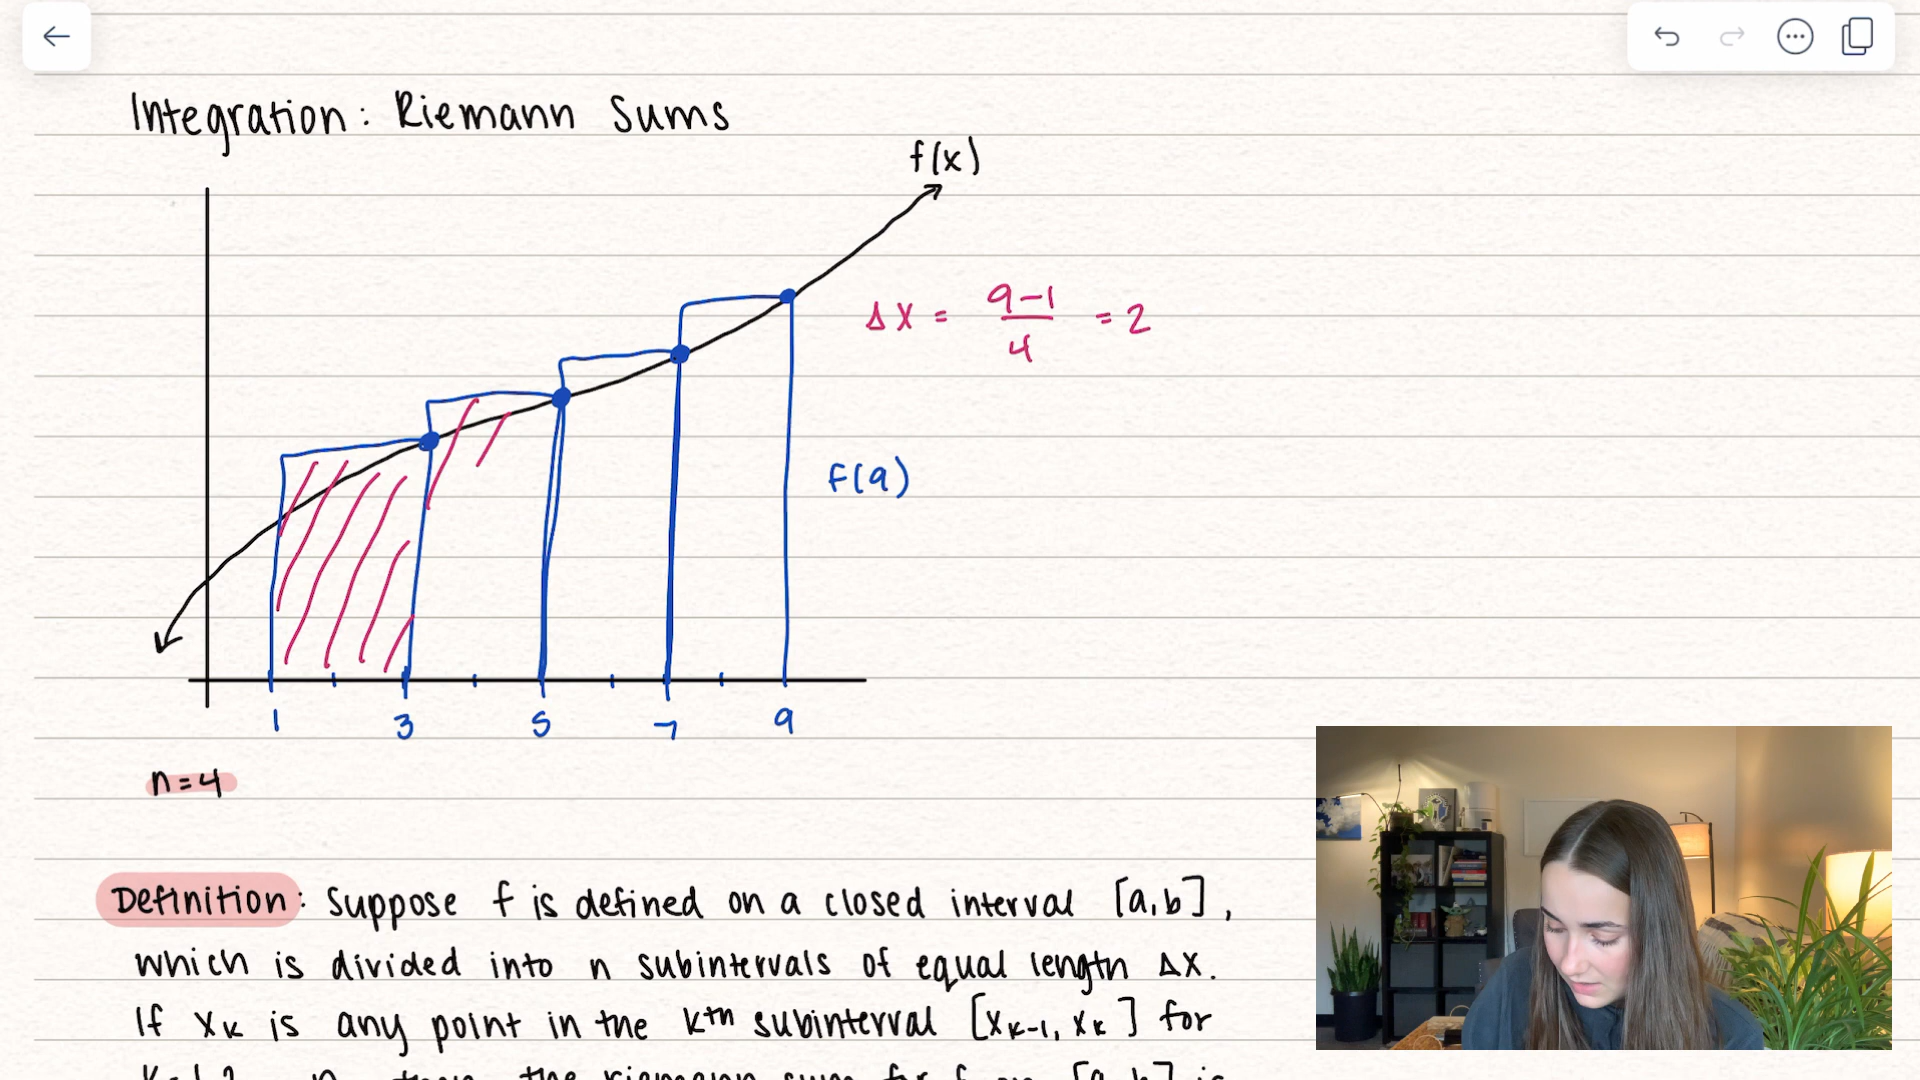 Integration: Riemann Sums
f(x)
Δx = 9-1/4 = 2
f(9)
1 3 5 7 9
n=4
Definition: Suppose f is defined on a closed interval [a,b],
which is divided into n subintervals of equal length Δx.
If xₖ is any point in the kth subinterval [xₖ₋₁, xₖ] for